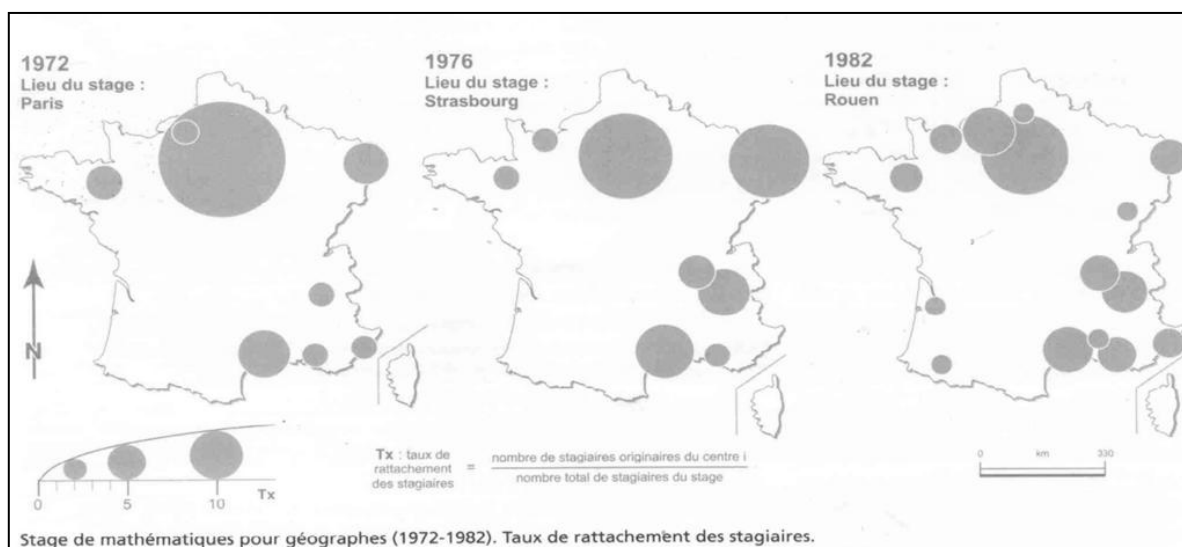 1972
Lieu du stage :
Paris
1976
Lieu du stage :
Strasbourg
1982
Lieu du stage :
Rouen
N
0
5
10
Tx
Tx : taux de
rattachement
des stagiaires
=
nombre de stagiaires originaires du centre i
nombre total de stagiaires du stage
0
km
330
Stage de mathématiques pour géographes (1972-1982). Taux de rattachement des stagiaires.